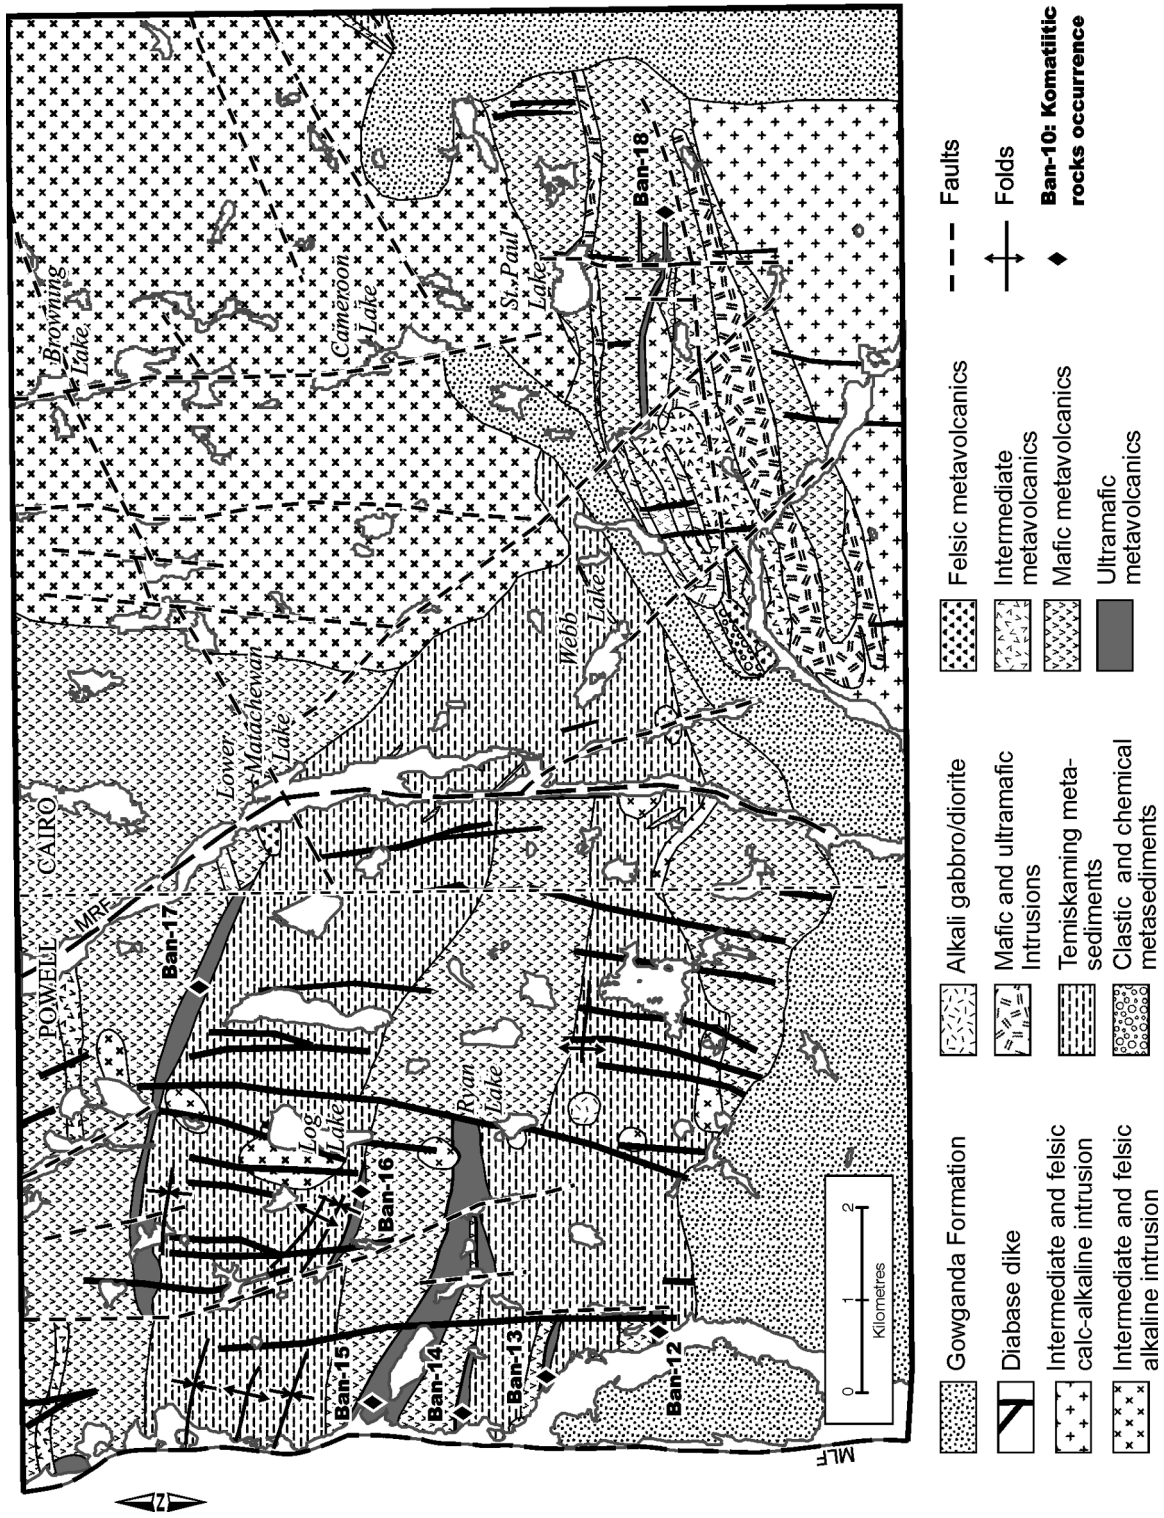 POWELL
CAIRO
MRF
Browning
Lake
Lower
Matachewan
Lake
Cameroon
Lake
St. Paul
Lake
Webb
Lake
Log
Lake
Ryan
Lake
Ban-17
Ban-16
Ban-15
Ban-14
Ban-13
Ban-12
Ban-18
MLF
N
0 1 2
Kilometres
Gowganda Formation
Diabase dike
Intermediate and felsic
calc-alkaline intrusion
Intermediate and felsic
alkaline intrusion
Alkali gabbro/diorite
Mafic and ultramafic
Intrusions
Temiskaming meta-
sediments
Clastic and chemical
metasediments
Felsic metavolcanics
Intermediate
metavolcanics
Mafic metavolcanics
Ultramafic
metavolcanics
Faults
Folds
Ban-10: Komatiitic
rocks occurrence